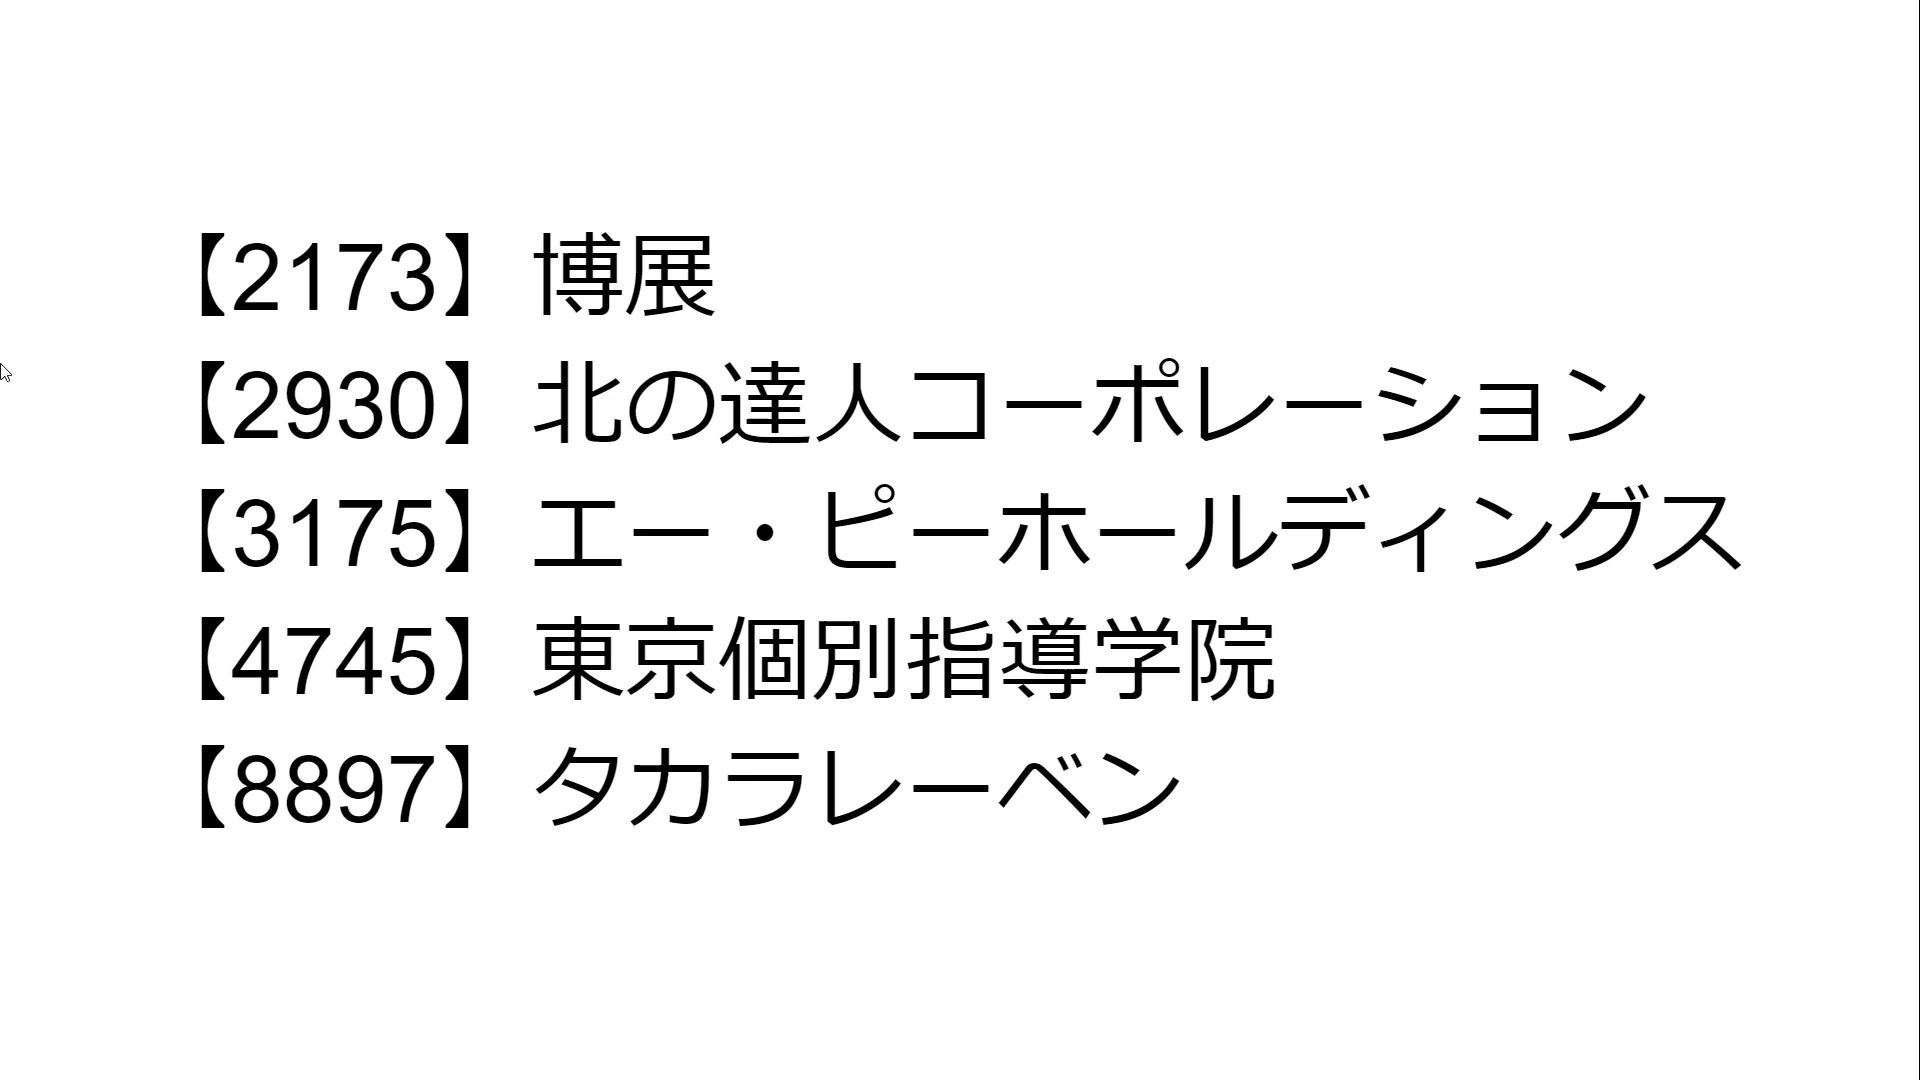 【2173】博展
【2930】北の達人コーポレーション
【3175】エー・ピーホールディングス
【4745】東京個別指導学院
【8897】タカラレーベン